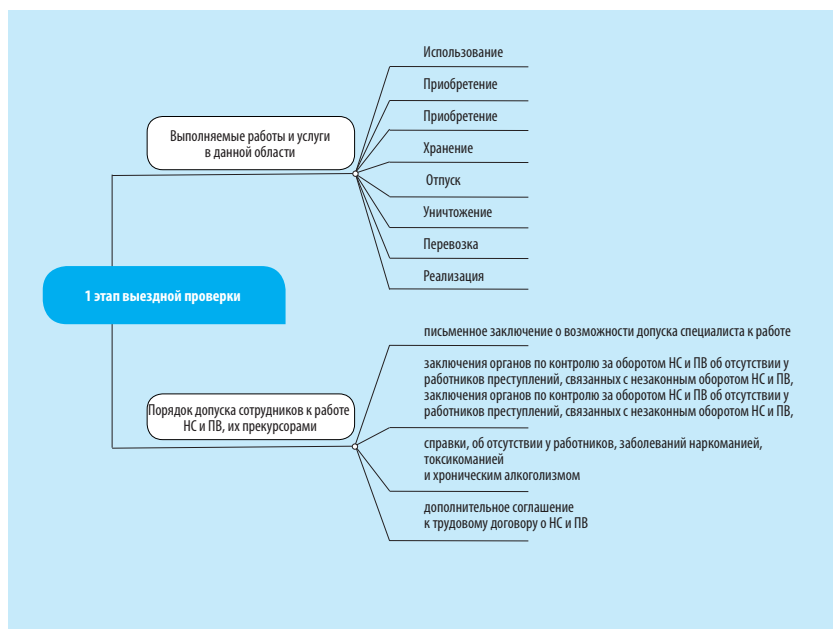 Использование
Приобретение
Приобретение
Хранение
Отпуск
Уничтожение
Перевозка
Реализация
Выполняемые работы и услуги
в данной области
1 этап выездной проверки
Порядок допуска сотрудников к работе
НС и ПВ, их прекурсорами
письменное заключение о возможности допуска специалиста к работе
заключения органов по контролю за оборотом НС и ПВ об отсутствии у
работников преступлений, связанных с незаконным оборотом НС и ПВ,
заключения органов по контролю за оборотом НС и ПВ об отсутствии у
работников преступлений, связанных с незаконным оборотом НС и ПВ,
справки, об отсутствии у работников, заболеваний наркоманией,
токсикоманией
и хроническим алкоголизмом
дополнительное соглашение
к трудовому договору о НС и ПВ